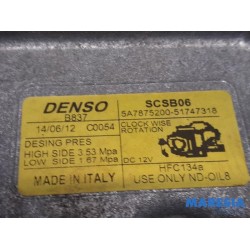 DENSO
B837
14/06/12 C0054
DESING PRES
HIGH SIDE 3.53 Mpa
LOW SIDE 1.67 Mpa
MADE IN ITALY
SCSB06
5A7875200-51747318
CLOCK WISE
ROTATION
DC 12V
HFC134a
USE ONLY ND-OIL8